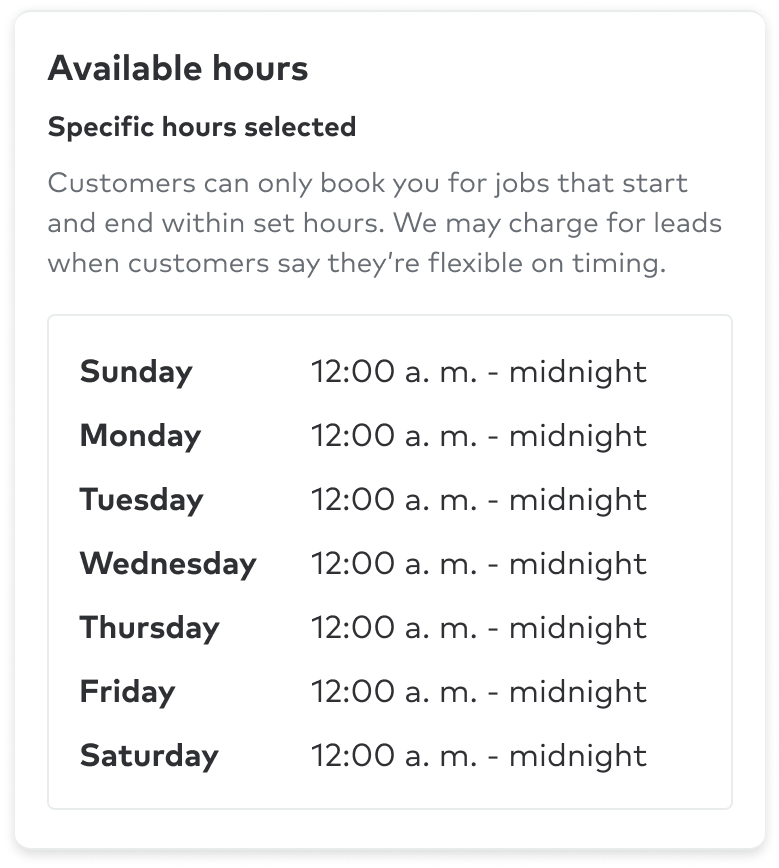 Available hours
Specific hours selected
Customers can only book you for jobs that start
and end within set hours. We may charge for leads
when customers say they’re flexible on timing.
Sunday 12:00 a. m. - midnight
Monday 12:00 a. m. - midnight
Tuesday 12:00 a. m. - midnight
Wednesday 12:00 a. m. - midnight
Thursday 12:00 a. m. - midnight
Friday 12:00 a. m. - midnight
Saturday 12:00 a. m. - midnight